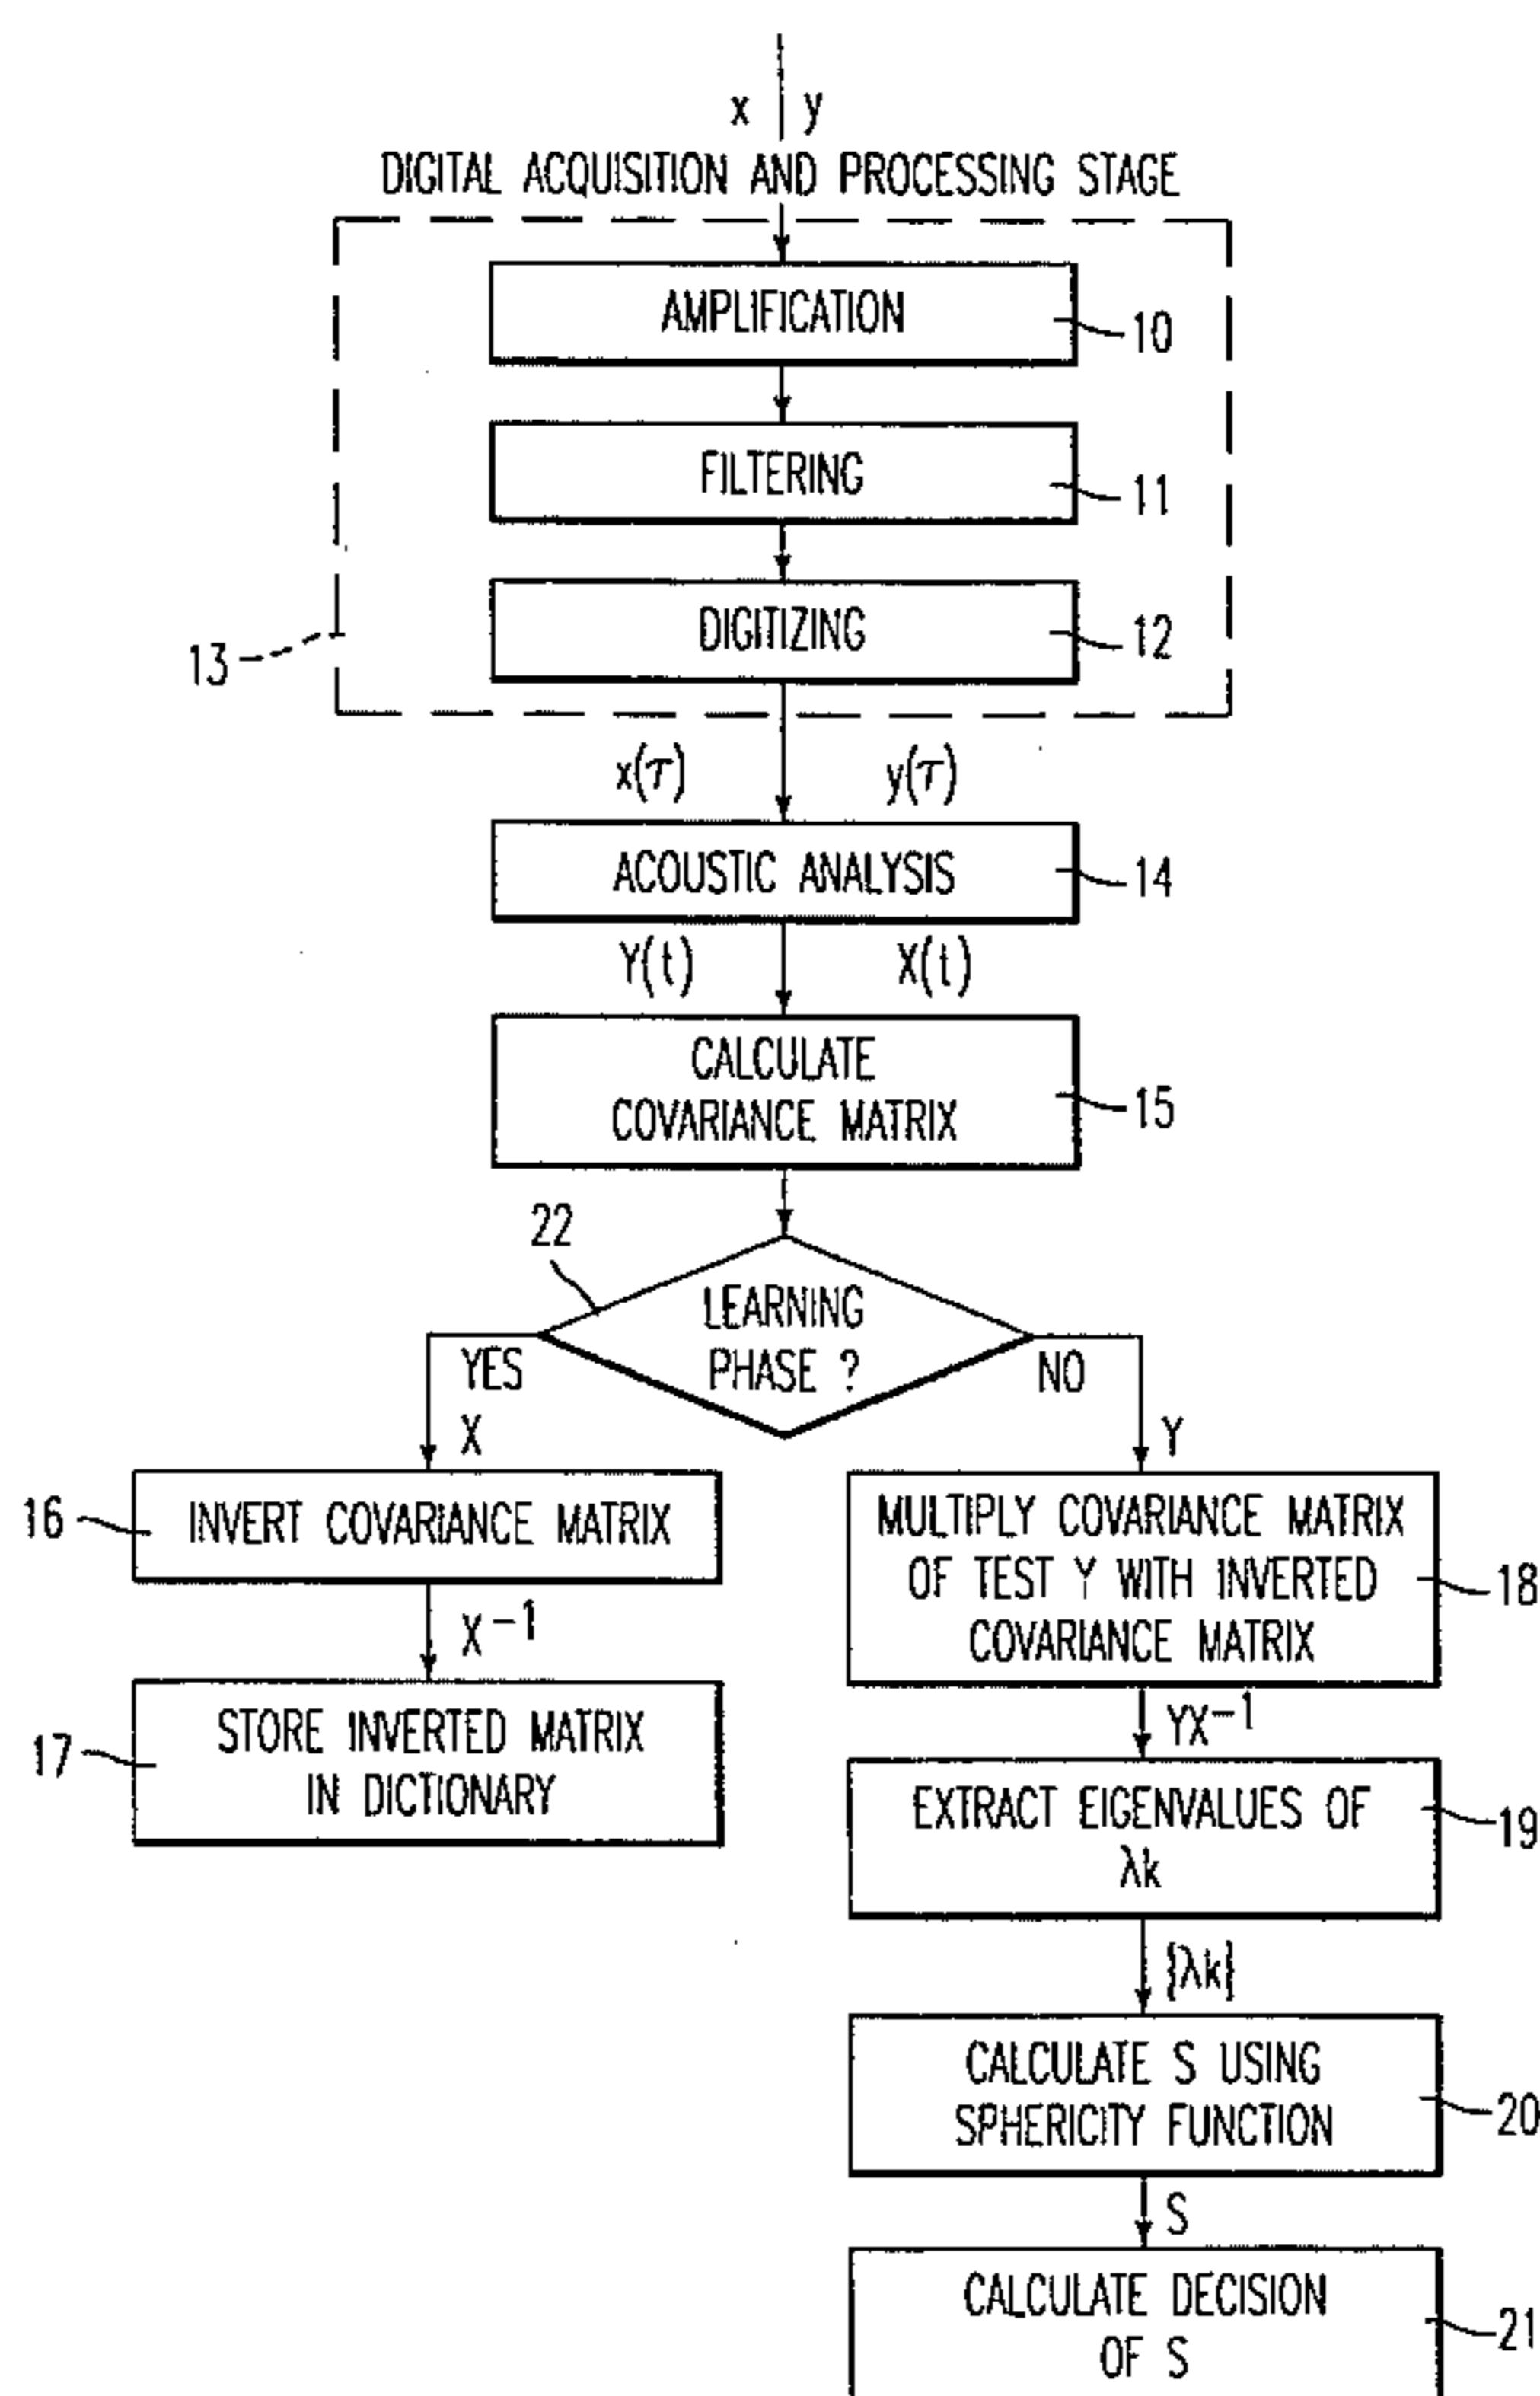 x y
DIGITAL ACQUISITION AND PROCESSING STAGE
AMPLIFICATION
10
FILTERING
11
DIGITIZING
12
13
x(τ) y(τ)
ACOUSTIC ANALYSIS
14
Y(t) X(t)
CALCULATE
COVARIANCE MATRIX
15
22
LEARNING
PHASE ?
YES
NO
X
Y
16
INVERT COVARIANCE MATRIX
MULTIPLY COVARIANCE MATRIX
OF TEST Y WITH INVERTED
COVARIANCE MATRIX
18
X⁻¹
17
STORE INVERTED MATRIX
IN DICTIONARY
YX⁻¹
EXTRACT EIGENVALUES OF
λk
19
{λk}
CALCULATE S USING
SPHERICITY FUNCTION
20
S
CALCULATE DECISION
OF S
21